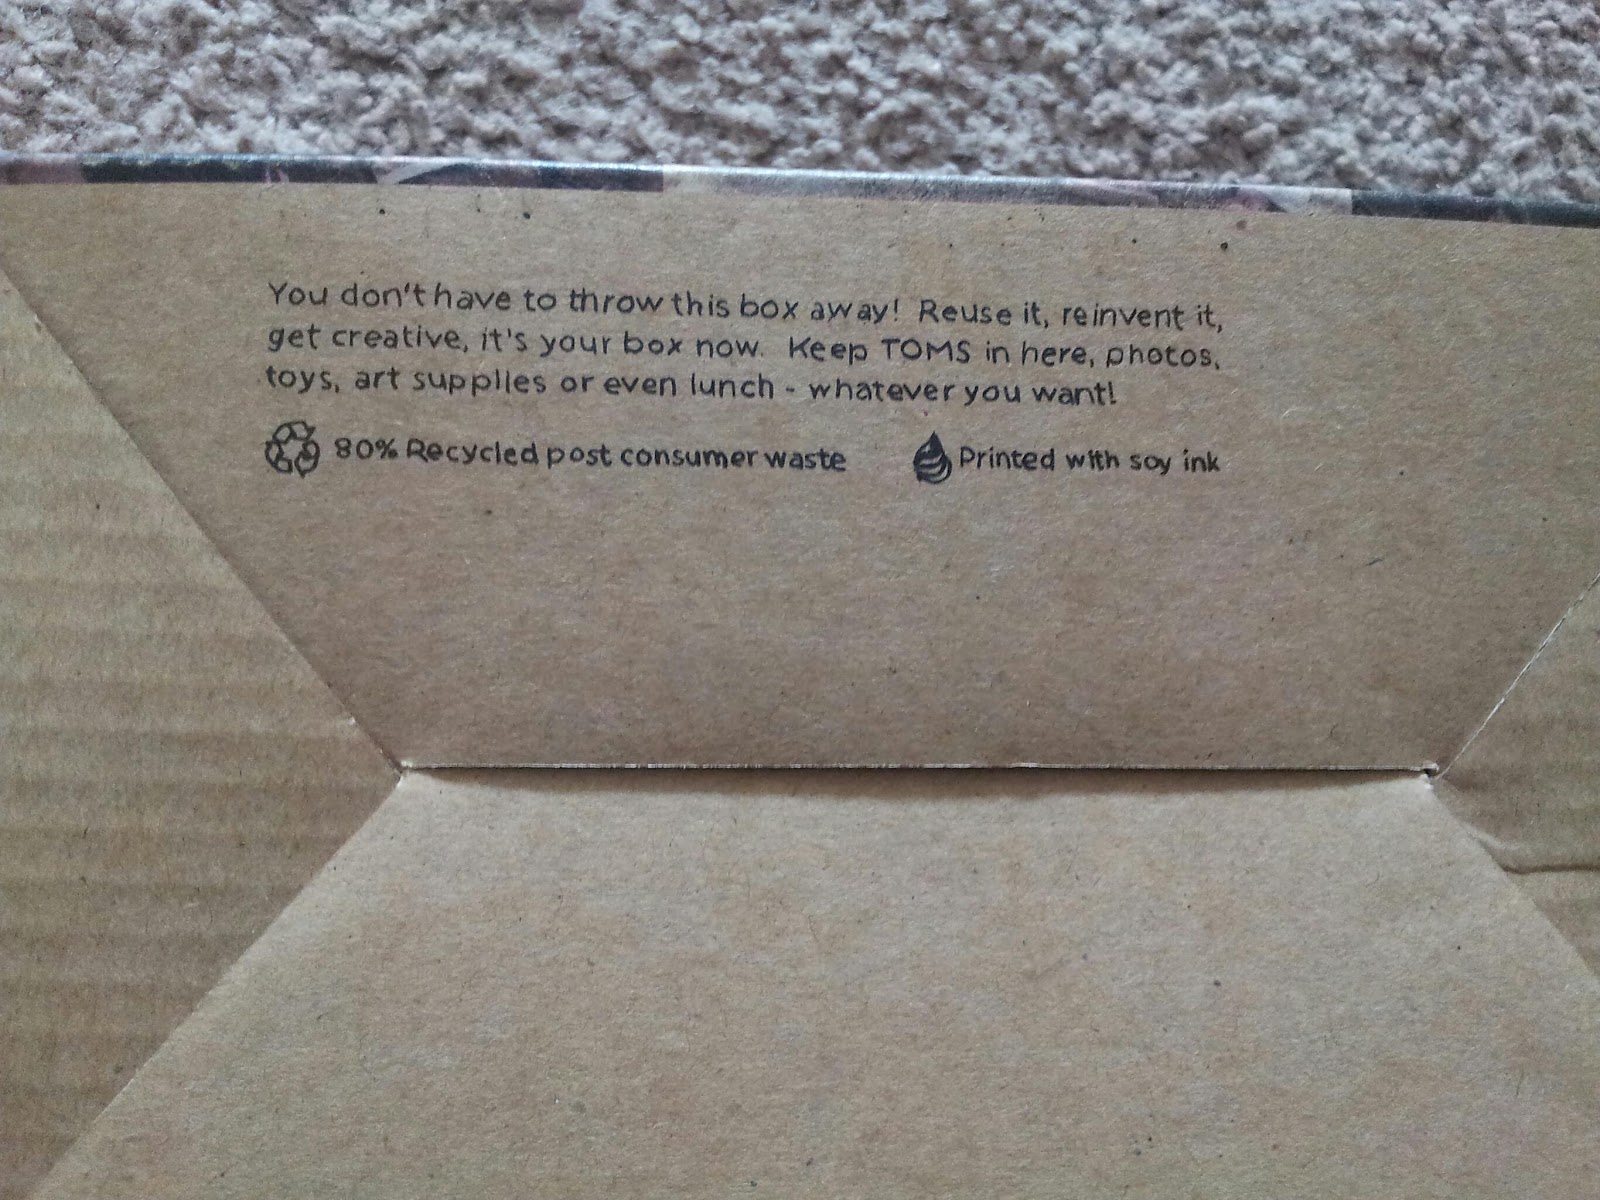 You don't have to throw this box away! Reuse it, reinvent it,
get creative, it's your box now. Keep TOMS in here, photos,
toys, art supplies or even lunch - whatever you want!
80% Recycled post consumer waste Printed with soy ink